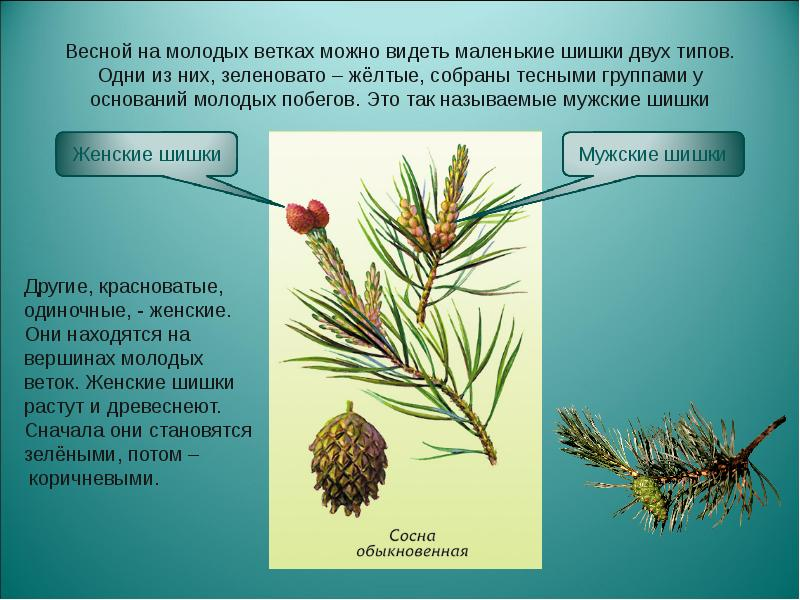 Весной на молодых ветках можно видеть маленькие шишки двух типов.
Одни из них, зеленовато – жёлтые, собраны тесными группами у
оснований молодых побегов. Это так называемые мужские шишки
Женские шишки
Мужские шишки
Другие, красноватые,
одиночные, - женские.
Они находятся на
вершинах молодых
веток. Женские шишки
растут и древеснеют.
Сначала они становятся
зелёными, потом –
коричневыми.
Сосна
обыкновенная